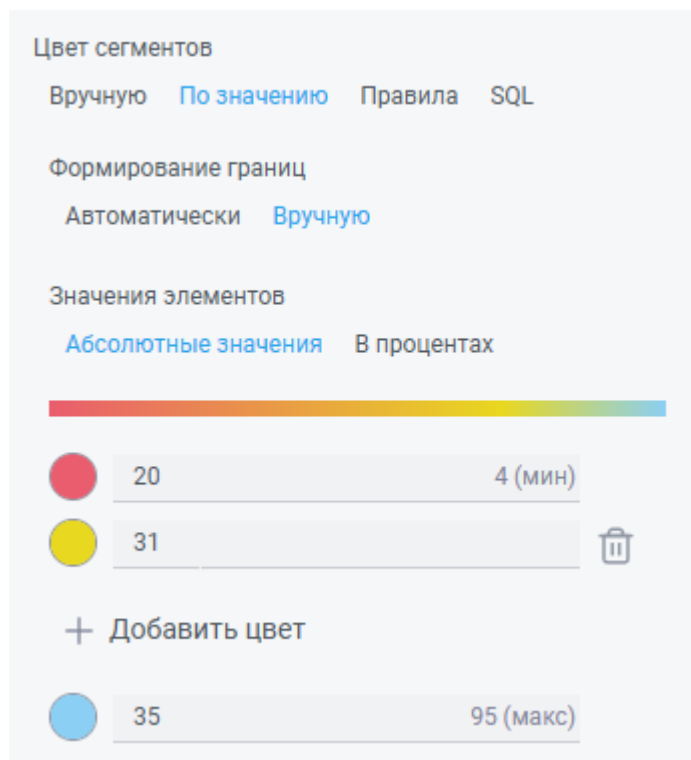 Цвет сегментов
Вручную По значению Правила SQL
Формирование границ
Автоматически Вручную
Значения элементов
Абсолютные значения В процентах
20 4 (мин)
31
Добавить цвет
35 95 (макс)